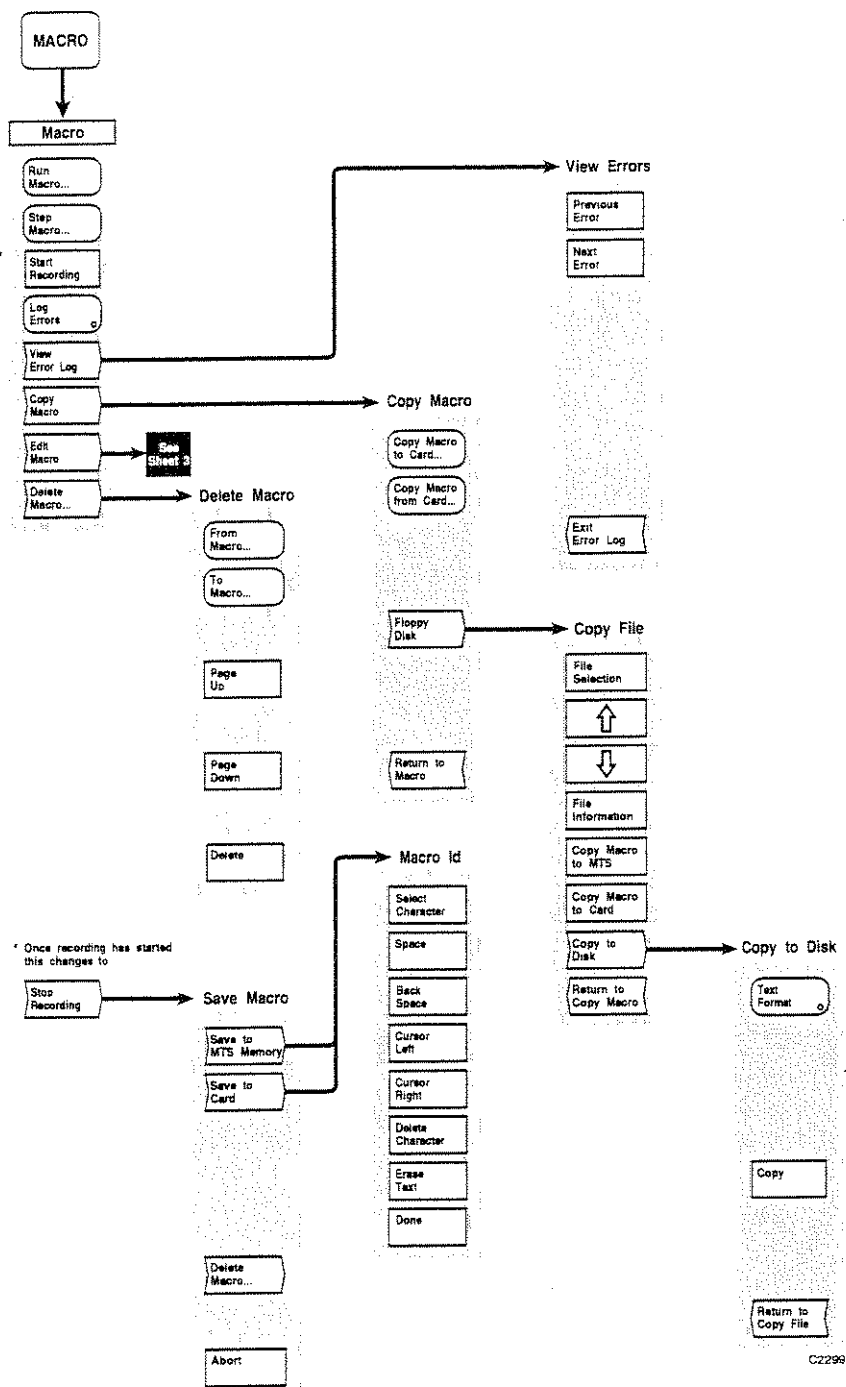 MACRO
Macro
Run
Macro...
Step
Macro...
Start
Recording
Log
Errors
View
Error Log
Copy
Macro
Edit
Macro
See
Sheet 3
Delete
Macro...
View Errors
Previous
Error
Next
Error
Exit
Error Log
Copy Macro
Copy Macro
to Card...
Copy Macro
from Card...
Floppy
Disk
Return to
Macro
Delete Macro
From
Macro...
To
Macro...
Page
Up
Page
Down
Delete
Copy File
File
Selection
File
Information
Copy Macro
to MTS
Copy Macro
to Card
Copy to
Disk
Return to
Copy Macro
Copy to Disk
Text
Format
Copy
Return to
Copy File
Macro Id
Select
Character
Space
Back
Space
Cursor
Left
Cursor
Right
Delete
Character
Erase
Text
Done
* Once recording has started
this changes to
Stop
Recording
Save Macro
Save to
MTS Memory
Save to
Card
Delete
Macro...
Abort
C2299